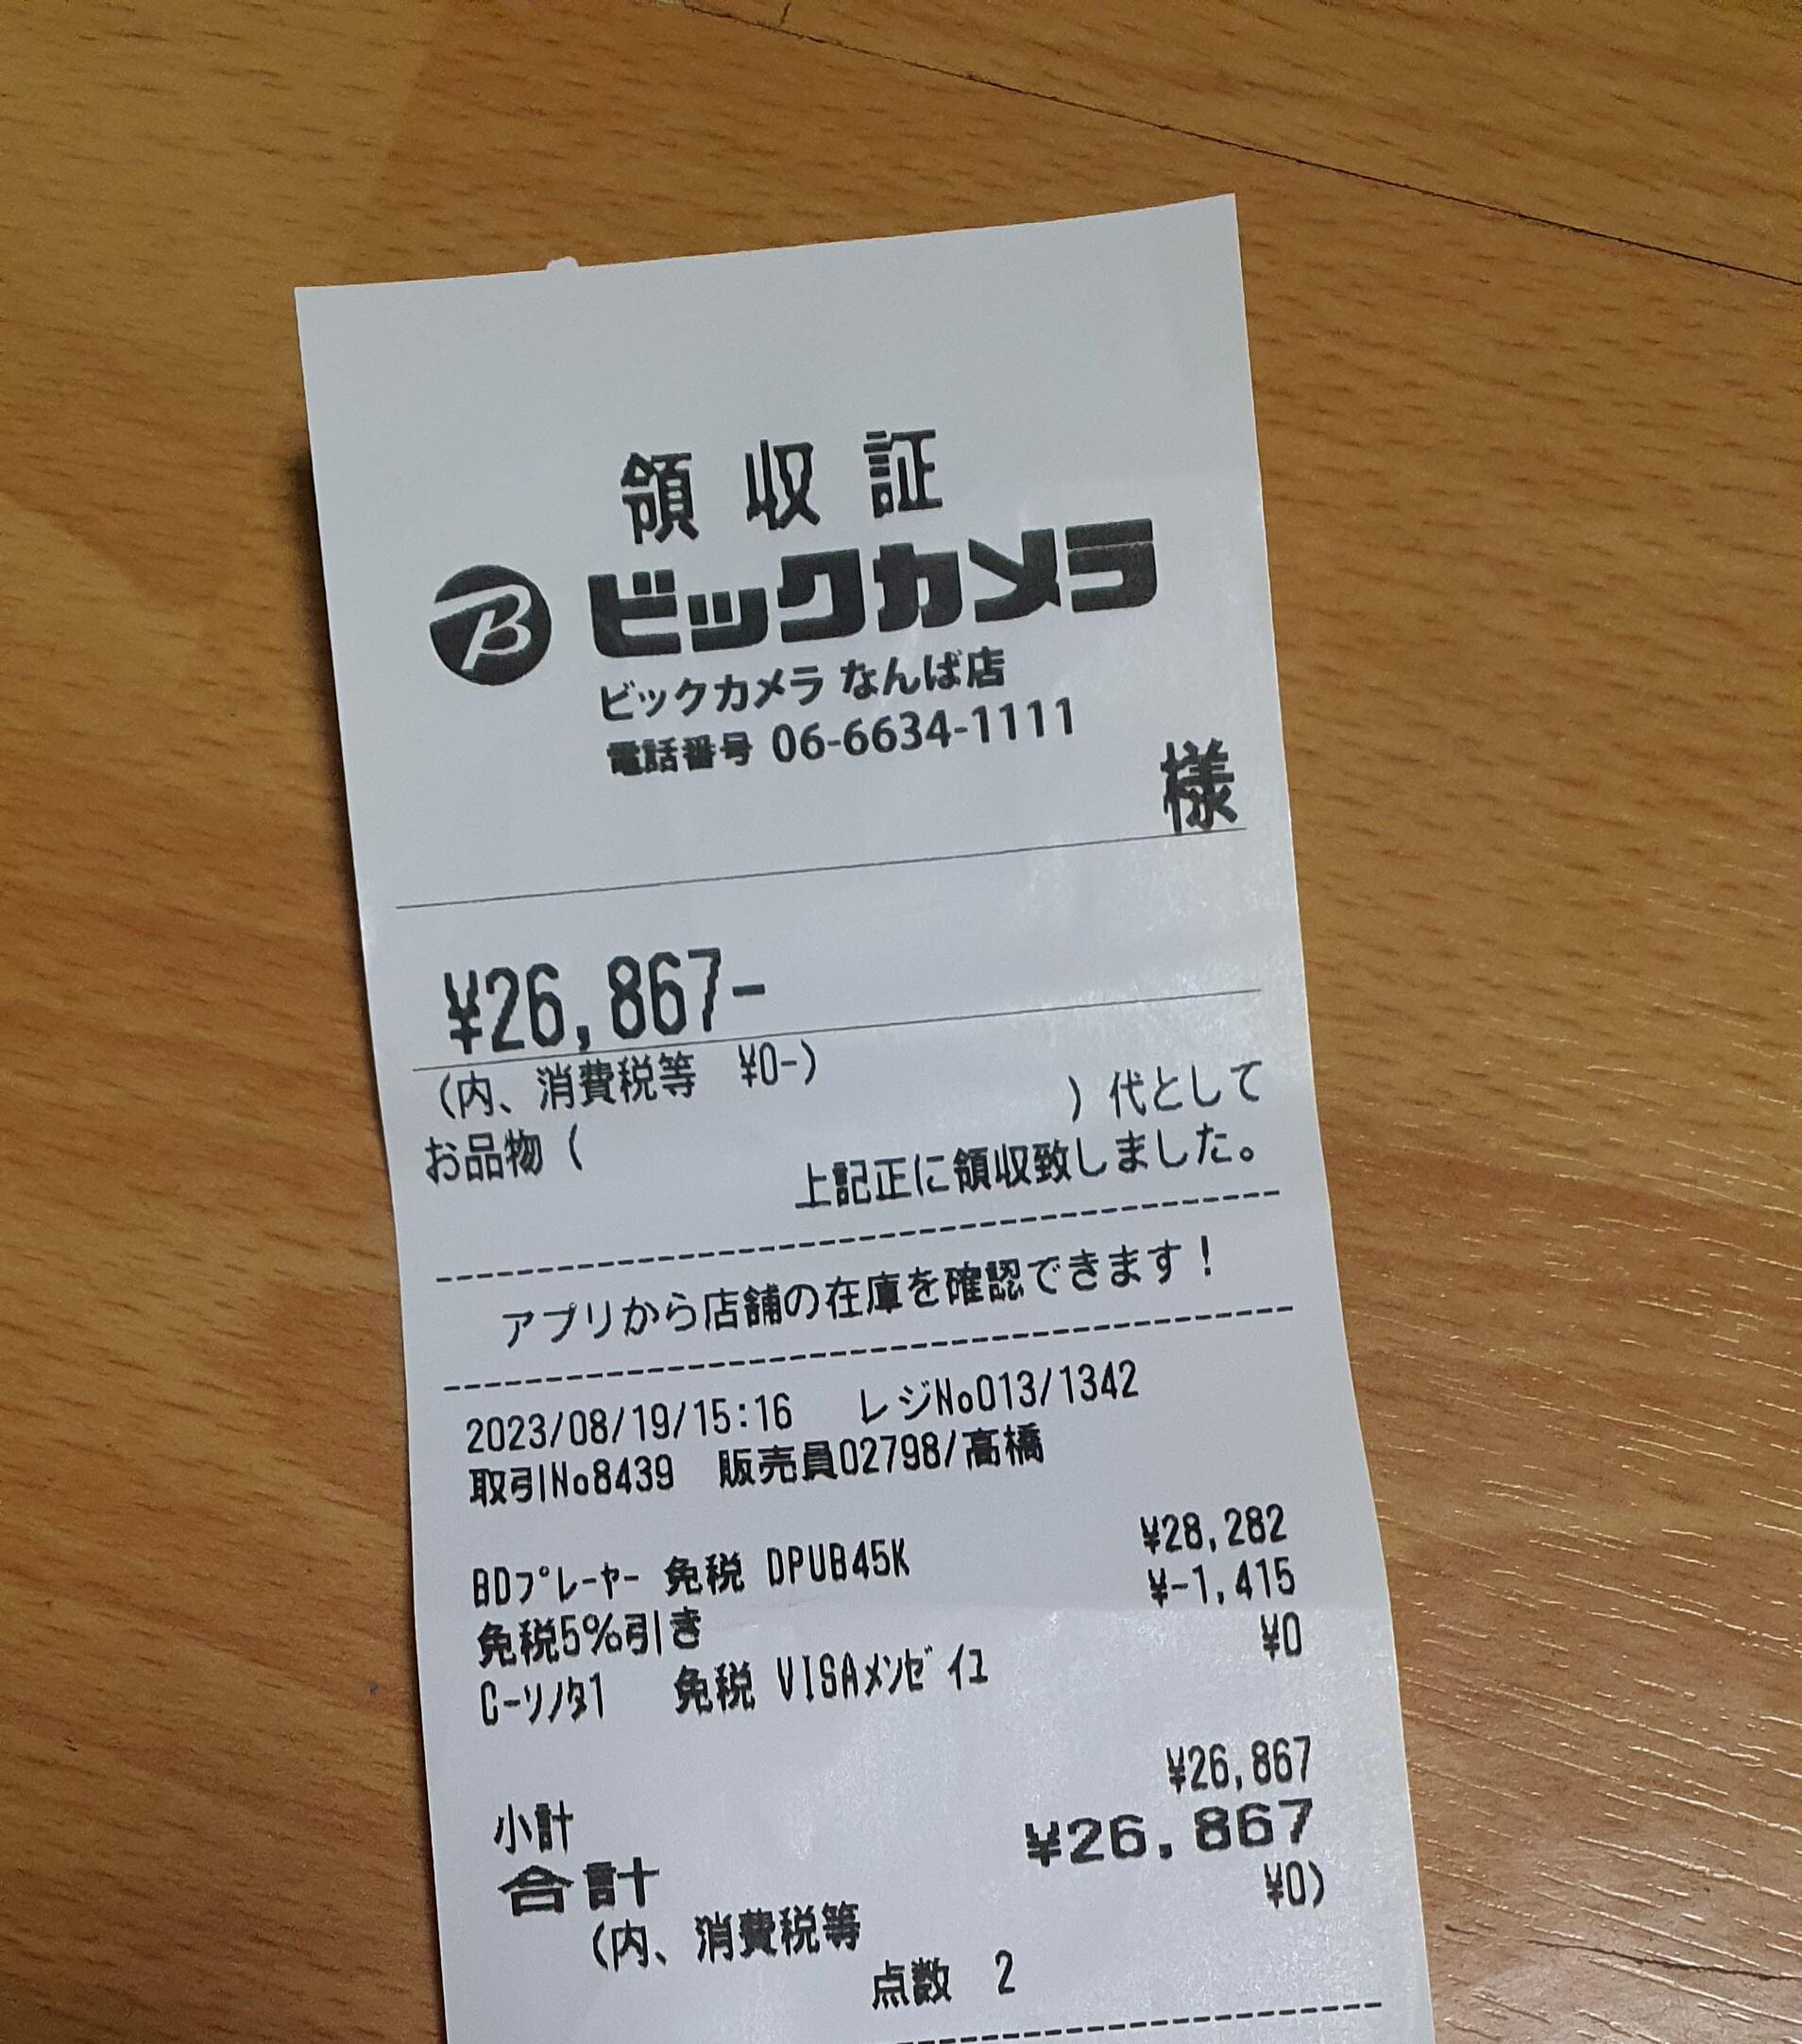 領収証
B ビックカメラ
ビックカメラ なんば店
電話番号 06-6634-1111
様
¥26,867-
(内、消費税等 ¥0-)
お品物 ( ) 代として
上記正に領収致しました。
アプリから店舗の在庫を確認できます!
2023/08/19/15:16 レジNo013/1342
取引No8439 販売員02798/高橋
BDプレーヤー 免税 DPUB45K ¥28,282
免税5%引き ¥-1,415
C-ソノタ1 免税 VISAメンゼイユ ¥0
小計 ¥26,867
合計 ¥26,867
(内、消費税等 ¥0)
点数 2